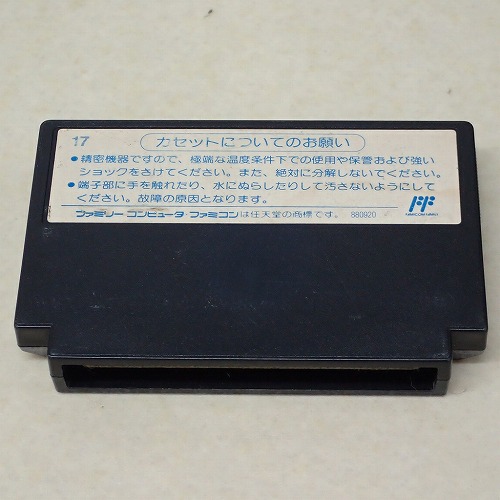 17
カセットについてのお願い
●精密機器ですので、極端な温度条件下での使用や保管および強い
ショックをさけてください。また、絶対に分解しないでください。
●端子部に手を触れたり、水にぬらしたりして汚さないようにして
ください。故障の原因となります。
ファミリーコンピュータ・ファミコンは任天堂の商標です。 880920
FF
FAMICOM FAMILY